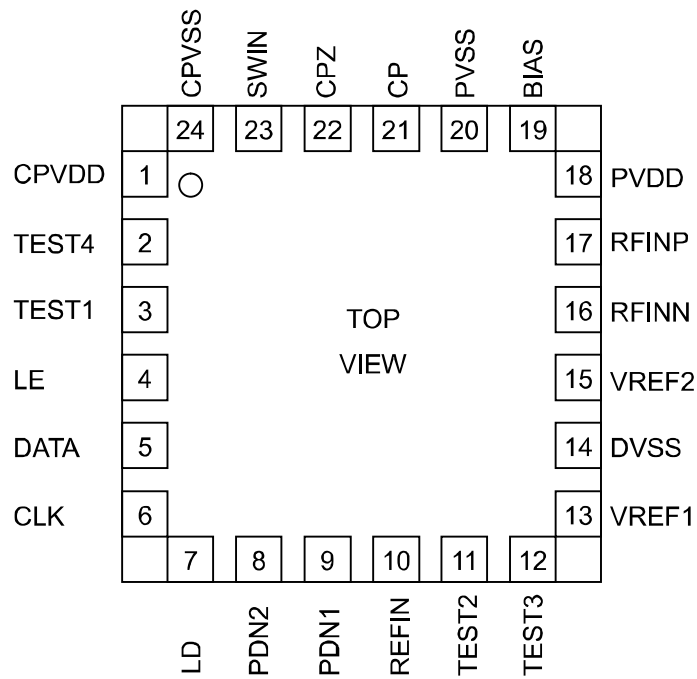 CPVSS
SWIN
CPZ
CP
PVSS
BIAS
24 23 22 21 20 19
CPVDD 1 18 PVDD
TEST4 2 17 RFINP
TEST1 3 16 RFINN
TOP
VIEW
LE 4 15 VREF2
DATA 5 14 DVSS
CLK 6 13 VREF1
7 8 9 10 11 12
LD
PDN2
PDN1
REFIN
TEST2
TEST3